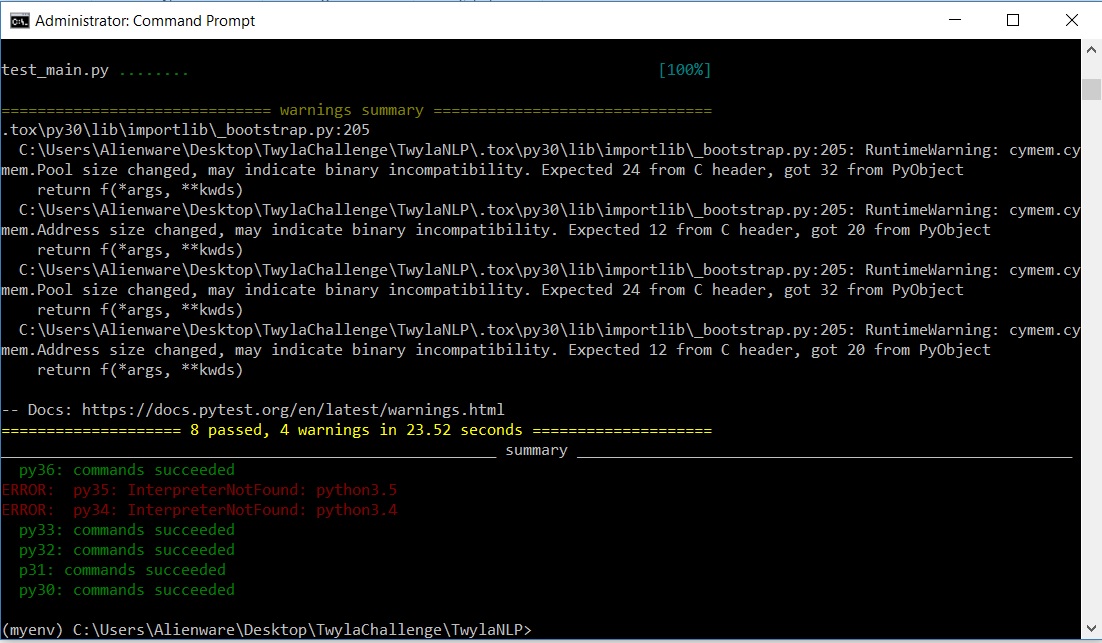 Administrator: Command Prompt
test_main.py ........ [100%]
============================== warnings summary ===============================
.tox\py30\lib\importlib\_bootstrap.py:205
C:\Users\Alienware\Desktop\TwylaChallenge\TwylaNLP\.tox\py30\lib\importlib\_bootstrap.py:205: RuntimeWarning: cymem.cy
mem.Pool size changed, may indicate binary incompatibility. Expected 24 from C header, got 32 from PyObject
return f(*args, **kwds)
C:\Users\Alienware\Desktop\TwylaChallenge\TwylaNLP\.tox\py30\lib\importlib\_bootstrap.py:205: RuntimeWarning: cymem.cy
mem.Address size changed, may indicate binary incompatibility. Expected 12 from C header, got 20 from PyObject
return f(*args, **kwds)
C:\Users\Alienware\Desktop\TwylaChallenge\TwylaNLP\.tox\py30\lib\importlib\_bootstrap.py:205: RuntimeWarning: cymem.cy
mem.Pool size changed, may indicate binary incompatibility. Expected 24 from C header, got 32 from PyObject
return f(*args, **kwds)
C:\Users\Alienware\Desktop\TwylaChallenge\TwylaNLP\.tox\py30\lib\importlib\_bootstrap.py:205: RuntimeWarning: cymem.cy
mem.Address size changed, may indicate binary incompatibility. Expected 12 from C header, got 20 from PyObject
return f(*args, **kwds)
-- Docs: https://docs.pytest.org/en/latest/warnings.html
==================== 8 passed, 4 warnings in 23.52 seconds ====================
_______________________________________________________ summary _______________________________________________________
py36: commands succeeded
ERROR: py35: InterpreterNotFound: python3.5
ERROR: py34: InterpreterNotFound: python3.4
py33: commands succeeded
py32: commands succeeded
p31: commands succeeded
py30: commands succeeded
(myenv) C:\Users\Alienware\Desktop\TwylaChallenge\TwylaNLP>